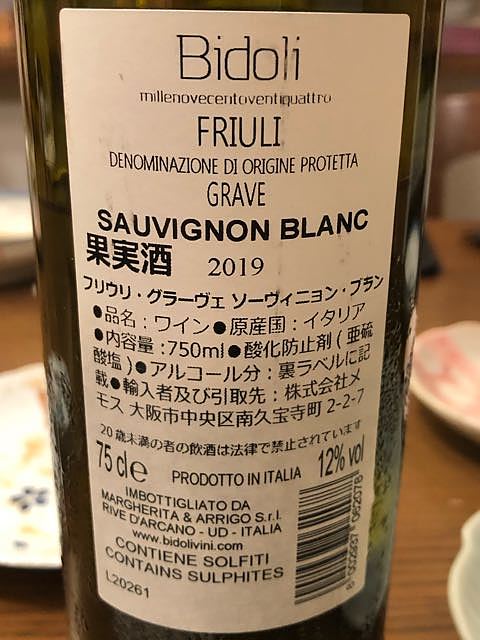 Bidoli
millenovecentoventiquattro
FRIULI
DENOMINAZIONE DI ORIGINE PROTETTA
GRAVE
SAUVIGNON BLANC
果実酒 2019
フリウリ・グラーヴェ ソーヴィニョン・ブラン
●品名：ワイン●原産国：イタリア
●内容量：750ml●酸化防止剤(亜硫
酸塩)●アルコール分：裏ラベルに記
載●輸入者及び引取先：株式会社メ
モス 大阪市中央区南久宝寺町2-2-7
20歳未満の者の飲酒は法律で禁止されています
75 cl e PRODOTTO IN ITALIA 12% vol
IMBOTTIGLIATO DA
MARGHERITA & ARRIGO S.r.l.
RIVE D'ARCANO - UD - ITALIA
www.bidolivini.com
CONTIENE SOLFITI
CONTAINS SULPHITES
L20261